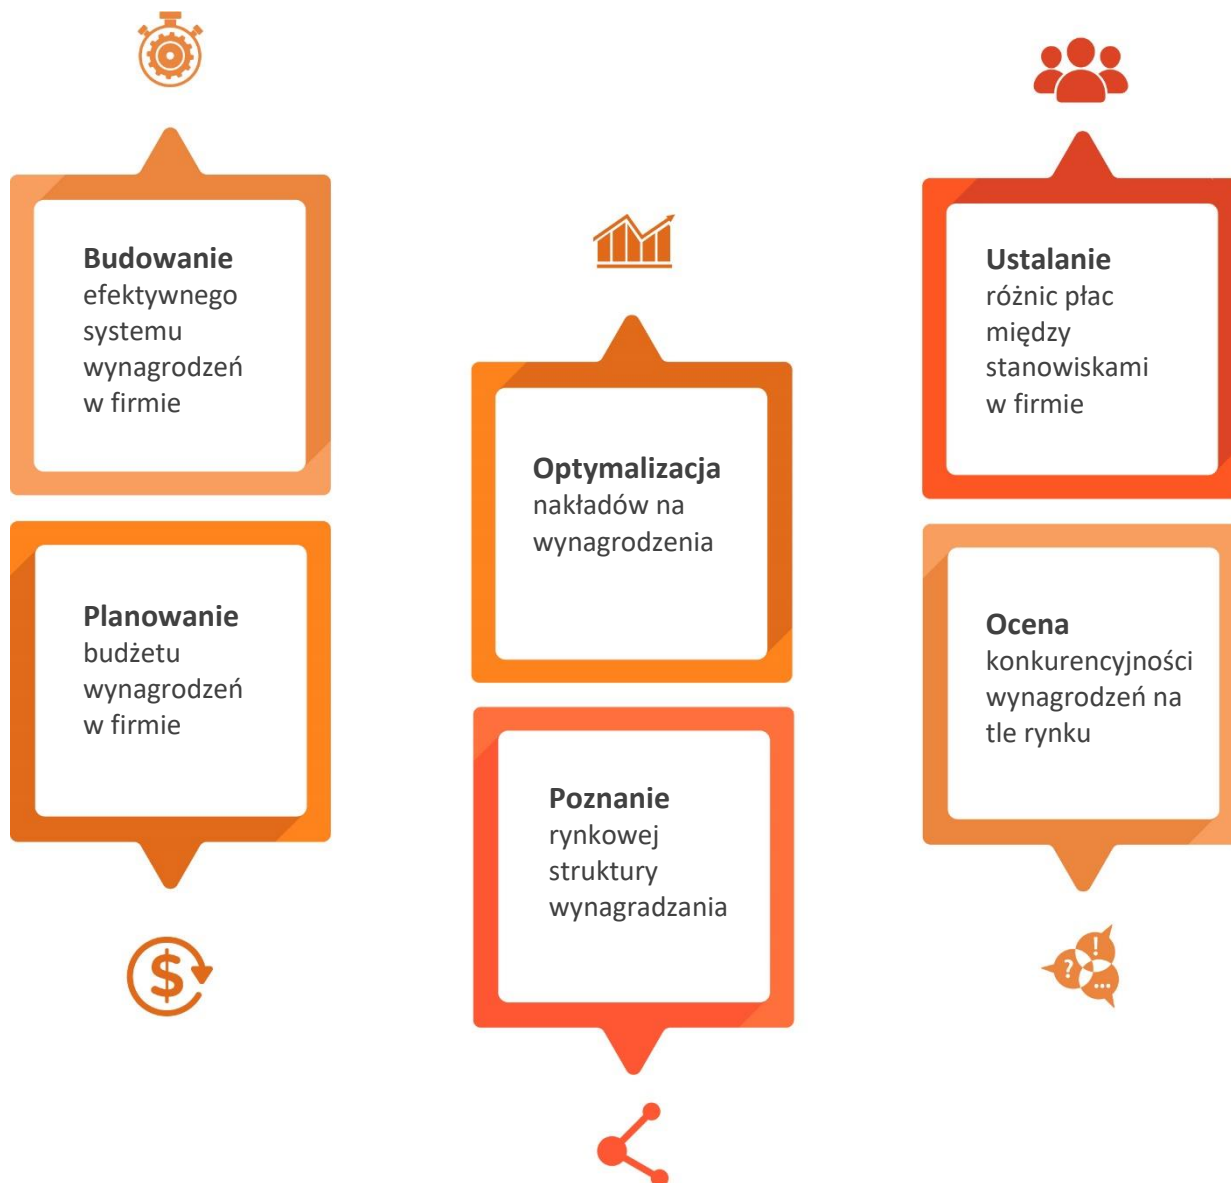 Budowanie
efektywnego
systemu
wynagrodzeń
w firmie
Planowanie
budżetu
wynagrodzeń
w firmie
Optymalizacja
nakładów na
wynagrodzenia
Poznanie
rynkowej
struktury
wynagradzania
Ustalanie
różnic płac
między
stanowiskami
w firmie
Ocena
konkurencyjności
wynagrodzeń na
tle rynku